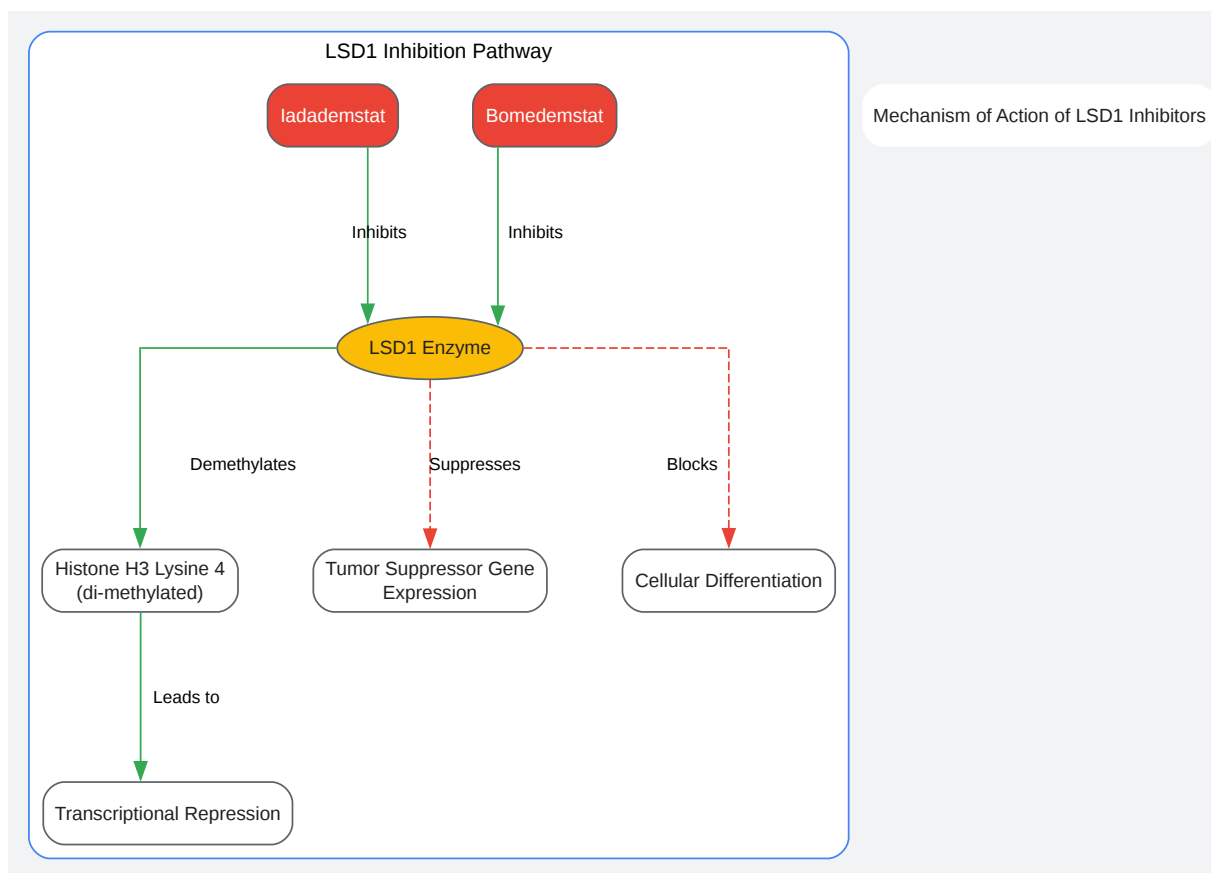 LSD1 Inhibition Pathway
Iadademstat
Bomedemstat
Mechanism of Action of LSD1 Inhibitors
Inhibits
Inhibits
LSD1 Enzyme
Demethylates
Suppresses
Blocks
Histone H3 Lysine 4
(di-methylated)
Tumor Suppressor Gene
Expression
Cellular Differentiation
Leads to
Transcriptional Repression